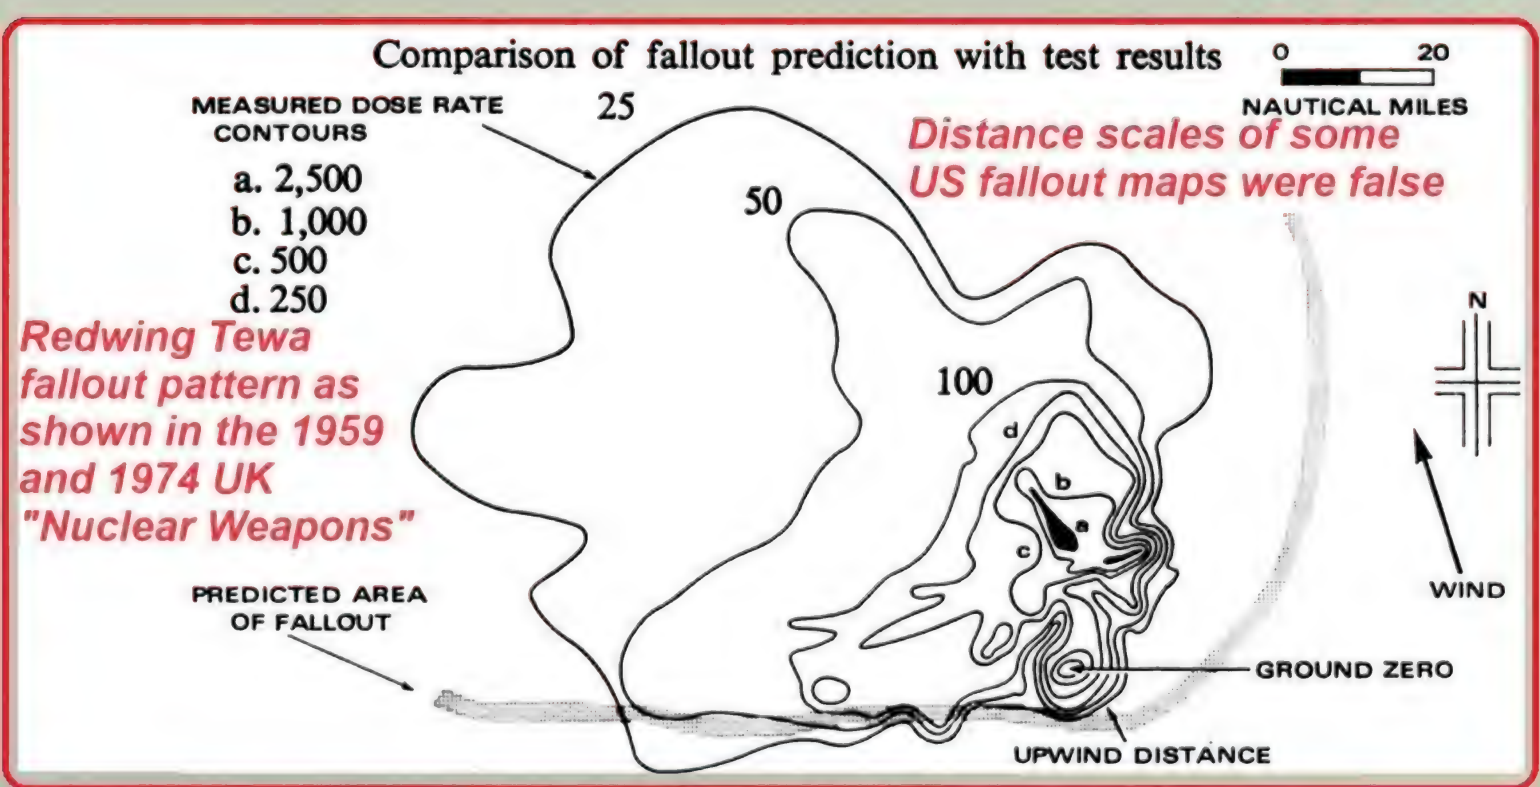 Comparison of fallout prediction with test results
0 20
NAUTICAL MILES
MEASURED DOSE RATE
CONTOURS
a. 2,500
b. 1,000
c. 500
d. 250
25
Distance scales of some
US fallout maps were false
50
Redwing Tewa
fallout pattern as
shown in the 1959
and 1974 UK
"Nuclear Weapons"
100
d
b
a
c
N
WIND
PREDICTED AREA
OF FALLOUT
GROUND ZERO
UPWIND DISTANCE